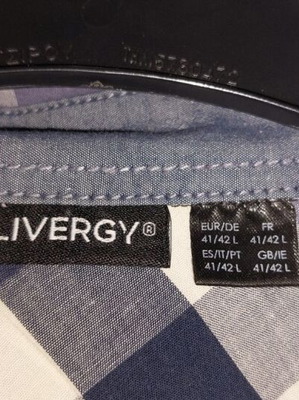 LIVERGY®
EUR/DE FR
41/42 L 41/42 L
ES/IT/PT GB/IE
41/42 L 41/42 L